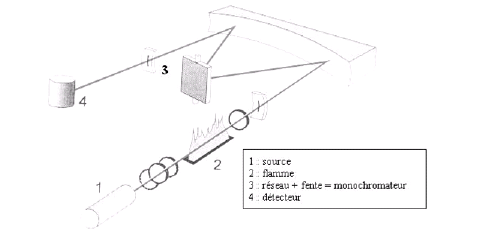 3
4
2
1
1 : source
2 : flamme
3 : réseau + fente = monochromateur
4 : détecteur